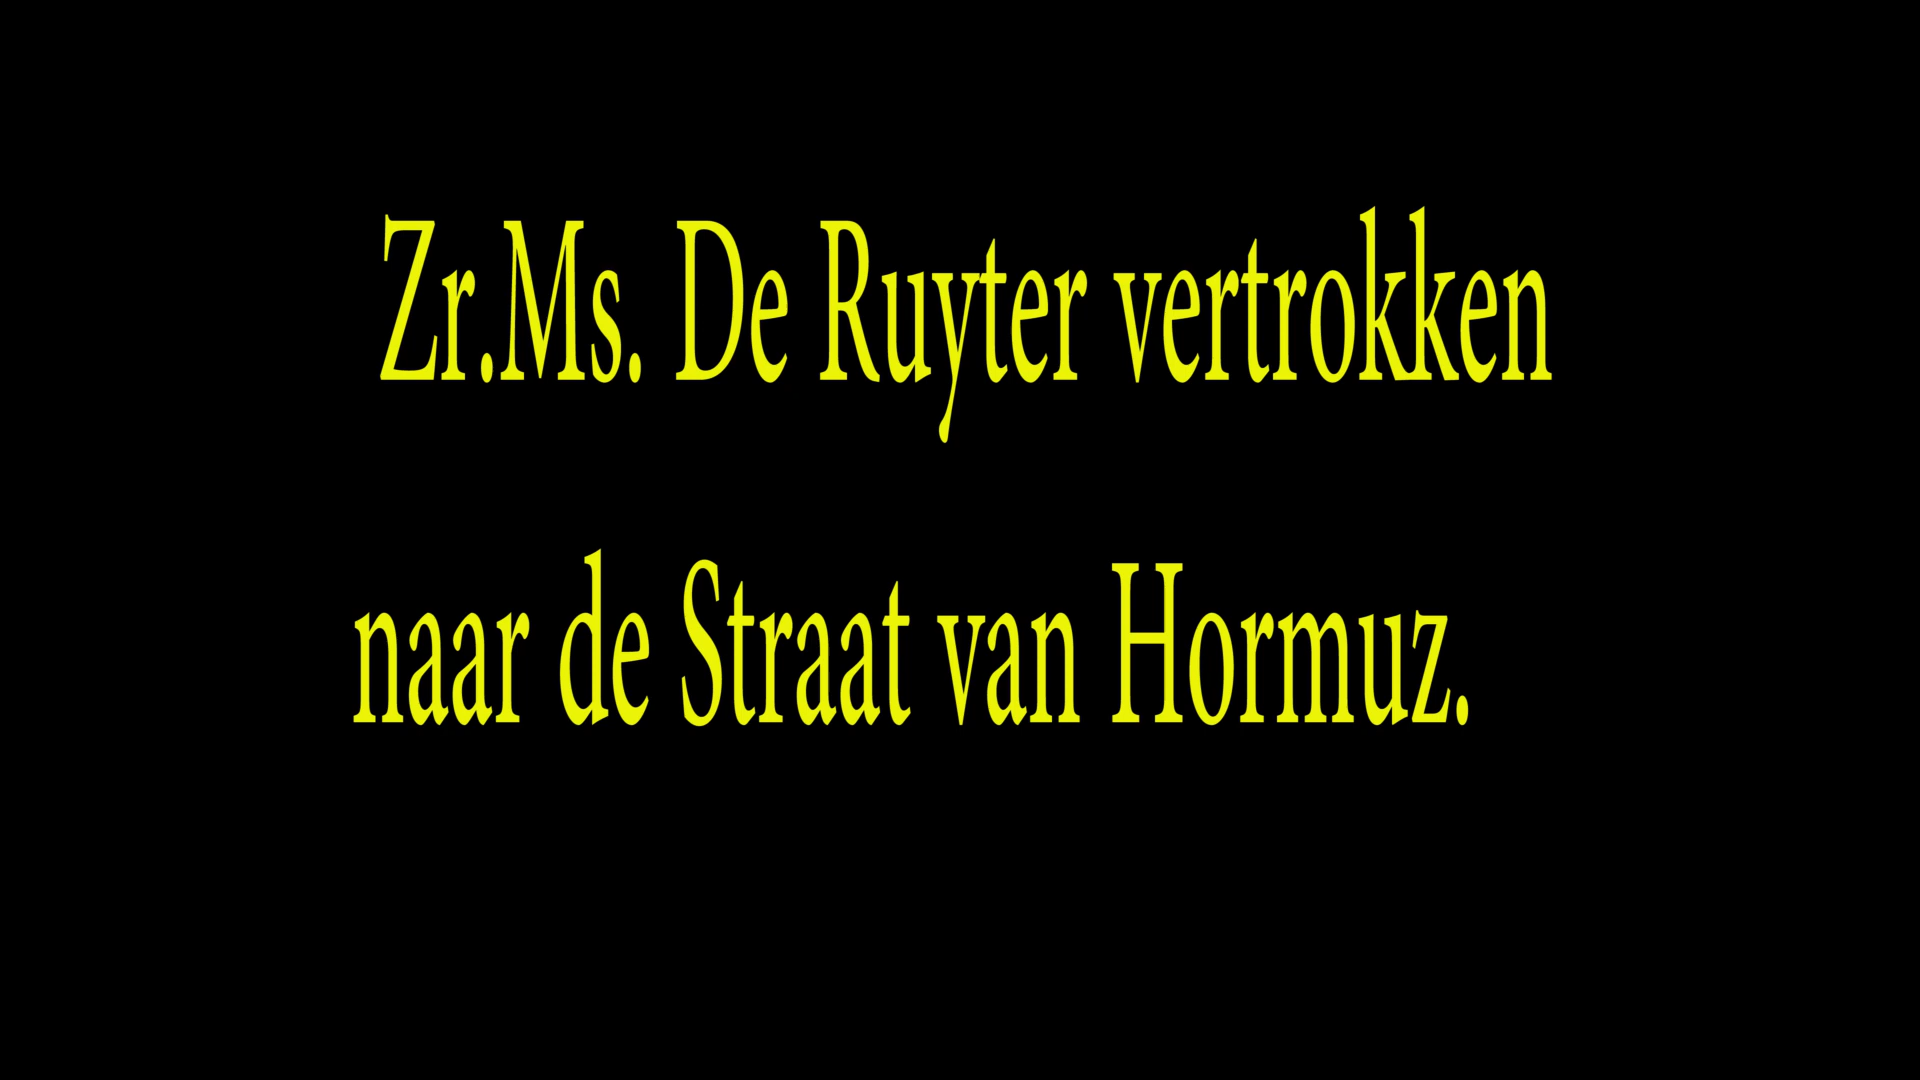 Zr.Ms. De Ruyter vertrokken
naar de Straat van Hormuz.